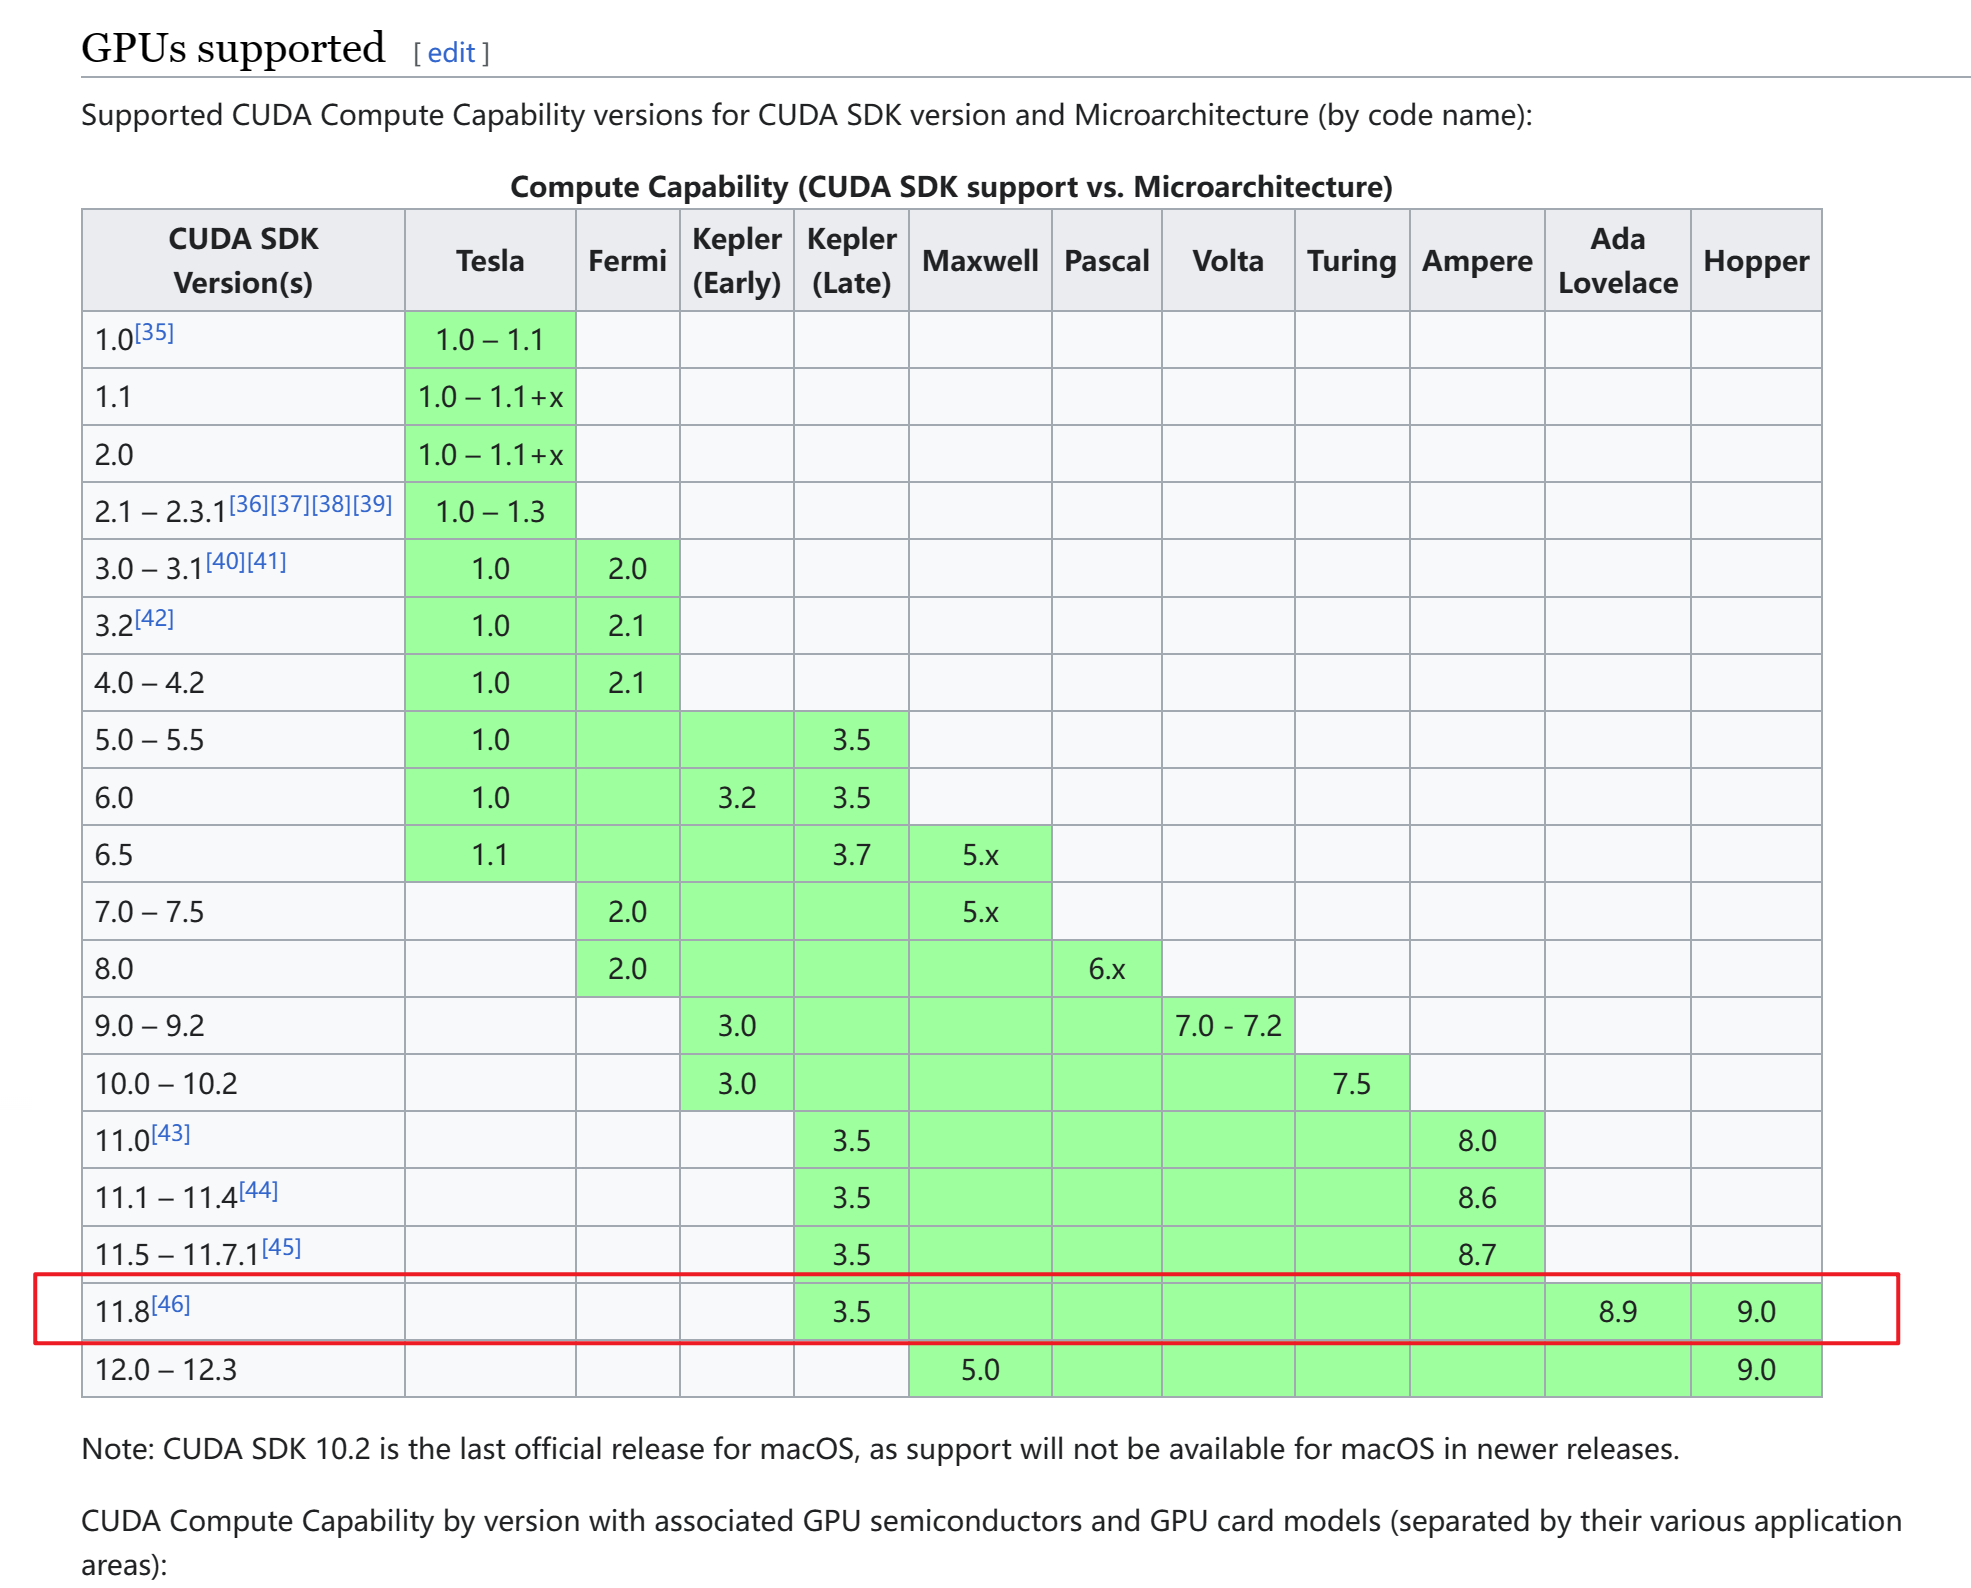 GPUs supported [ edit ]
Supported CUDA Compute Capability versions for CUDA SDK version and Microarchitecture (by code name):
Compute Capability (CUDA SDK support vs. Microarchitecture)
CUDA SDK Version(s) Tesla Fermi Kepler (Early) Kepler (Late) Maxwell Pascal Volta Turing Ampere Ada Lovelace Hopper
1.0[35] 1.0 – 1.1
1.1 1.0 – 1.1+x
2.0 1.0 – 1.1+x
2.1 – 2.3.1[36][37][38][39] 1.0 – 1.3
3.0 – 3.1[40][41] 1.0 2.0
3.2[42] 1.0 2.1
4.0 – 4.2 1.0 2.1
5.0 – 5.5 1.0 3.5
6.0 1.0 3.2 3.5
6.5 1.1 3.7 5.x
7.0 – 7.5 2.0 5.x
8.0 2.0 6.x
9.0 – 9.2 3.0 7.0 - 7.2
10.0 – 10.2 3.0 7.5
11.0[43] 3.5 8.0
11.1 – 11.4[44] 3.5 8.6
11.5 – 11.7.1[45] 3.5 8.7
11.8[46] 3.5 8.9 9.0
12.0 – 12.3 5.0 9.0
Note: CUDA SDK 10.2 is the last official release for macOS, as support will not be available for macOS in newer releases.
CUDA Compute Capability by version with associated GPU semiconductors and GPU card models (separated by their various application
areas):